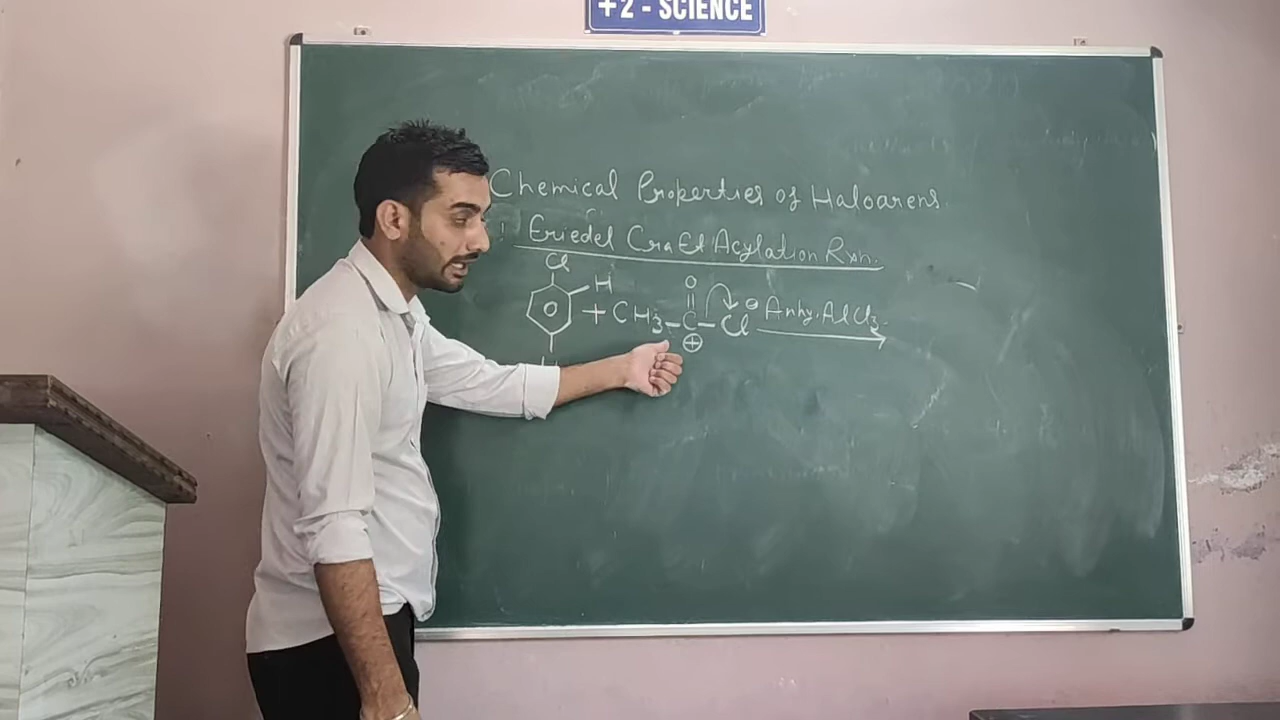 +2 - SCIENCE
Chemical Properties of Haloarens.
Friedel Craft Acylation Rxn.
Cl
H
O
+ CH3 - C - Cl ⊖ Anhy. AlCl3.
⊕